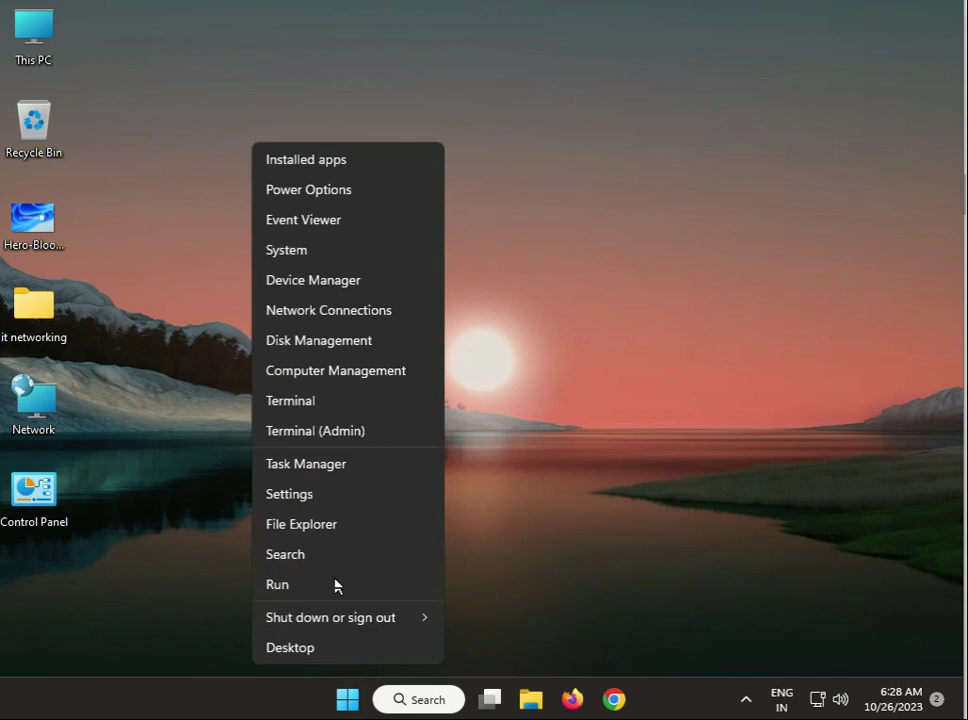 This PC
Recycle Bin
Hero-Bloo...
it networking
Network
Control Panel
Installed apps
Power Options
Event Viewer
System
Device Manager
Network Connections
Disk Management
Computer Management
Terminal
Terminal (Admin)
Task Manager
Settings
File Explorer
Search
Run
Shut down or sign out
Desktop
Search
ENG
IN
6:28 AM
10/26/2023
2